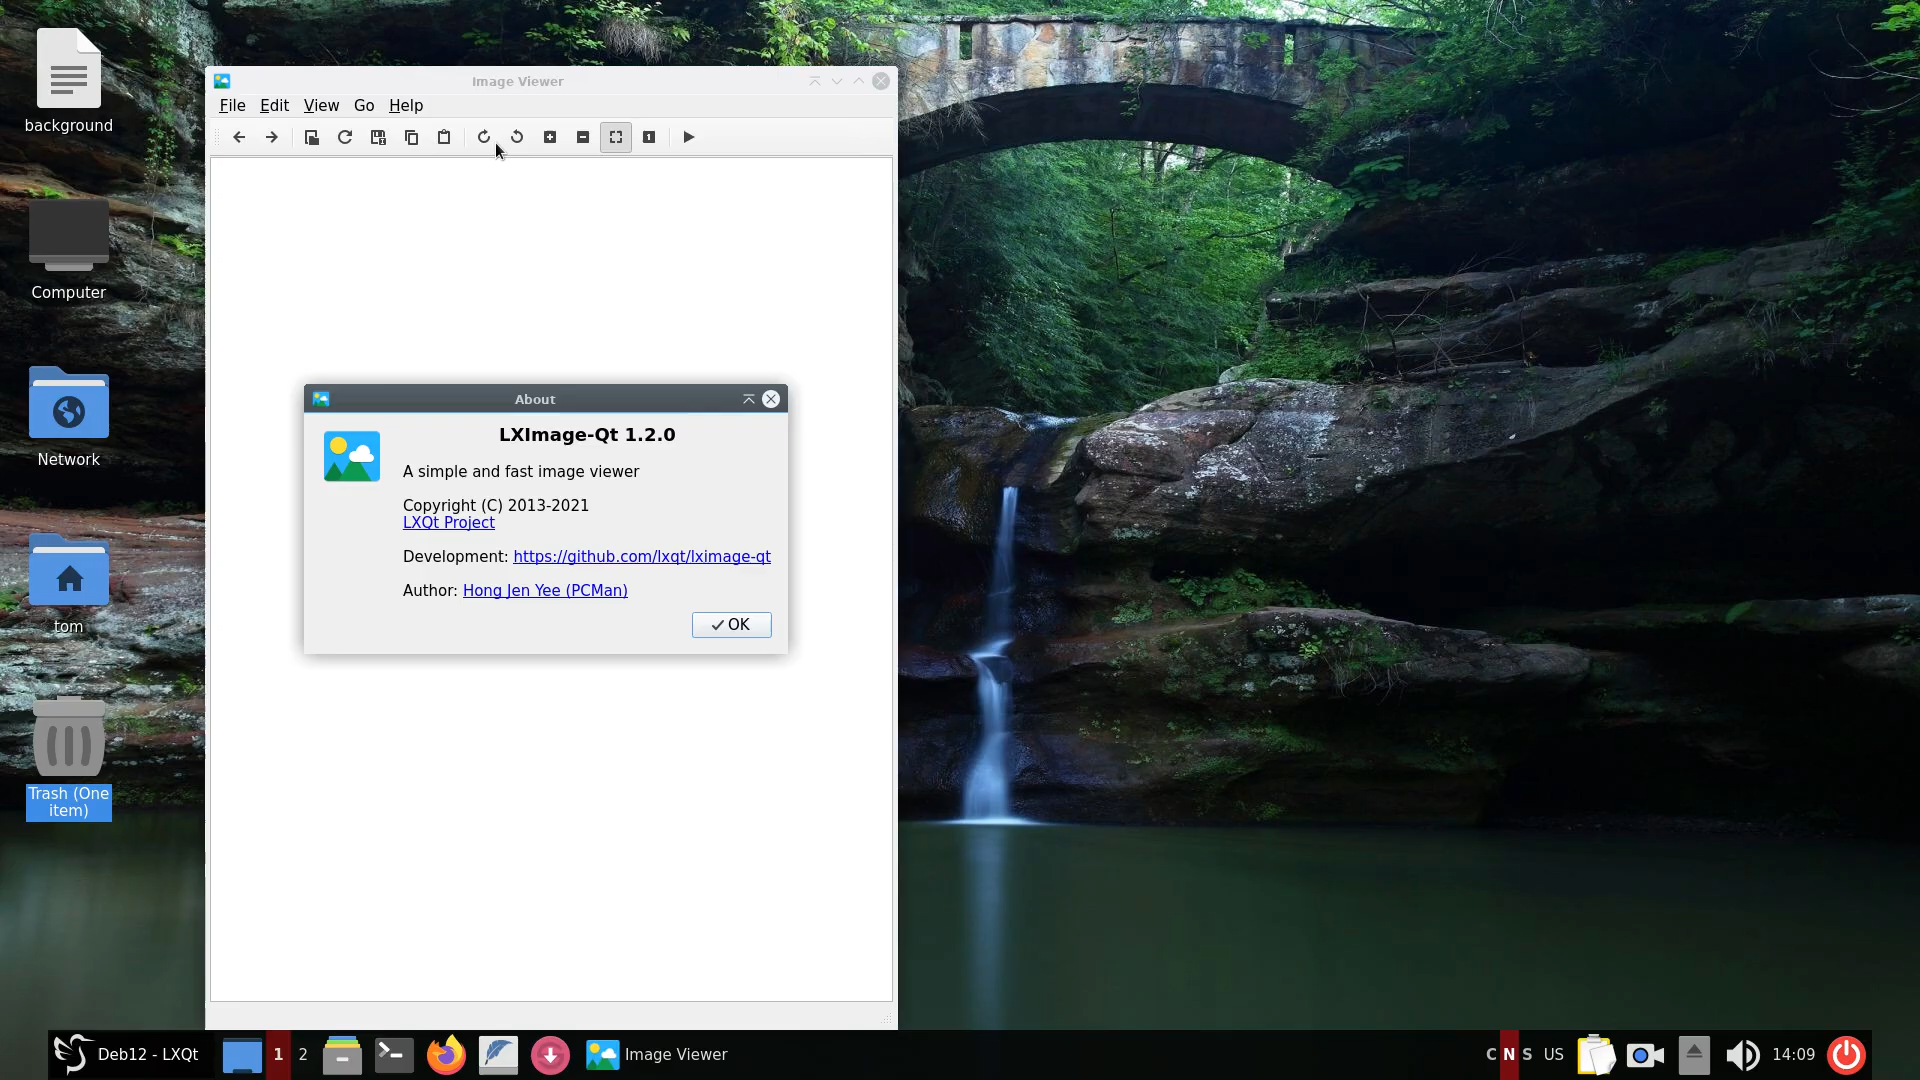 background
Computer
Network
tom
Trash (One
item)
Image Viewer
File Edit View Go Help
1
About
LXImage-Qt 1.2.0
A simple and fast image viewer
Copyright (C) 2013-2021
LXQt Project
Development: https://github.com/lxqt/lximage-qt
Author: Hong Jen Yee (PCMan)
OK
Deb12 - LXQt 1 2 Image Viewer C N S US 14:09